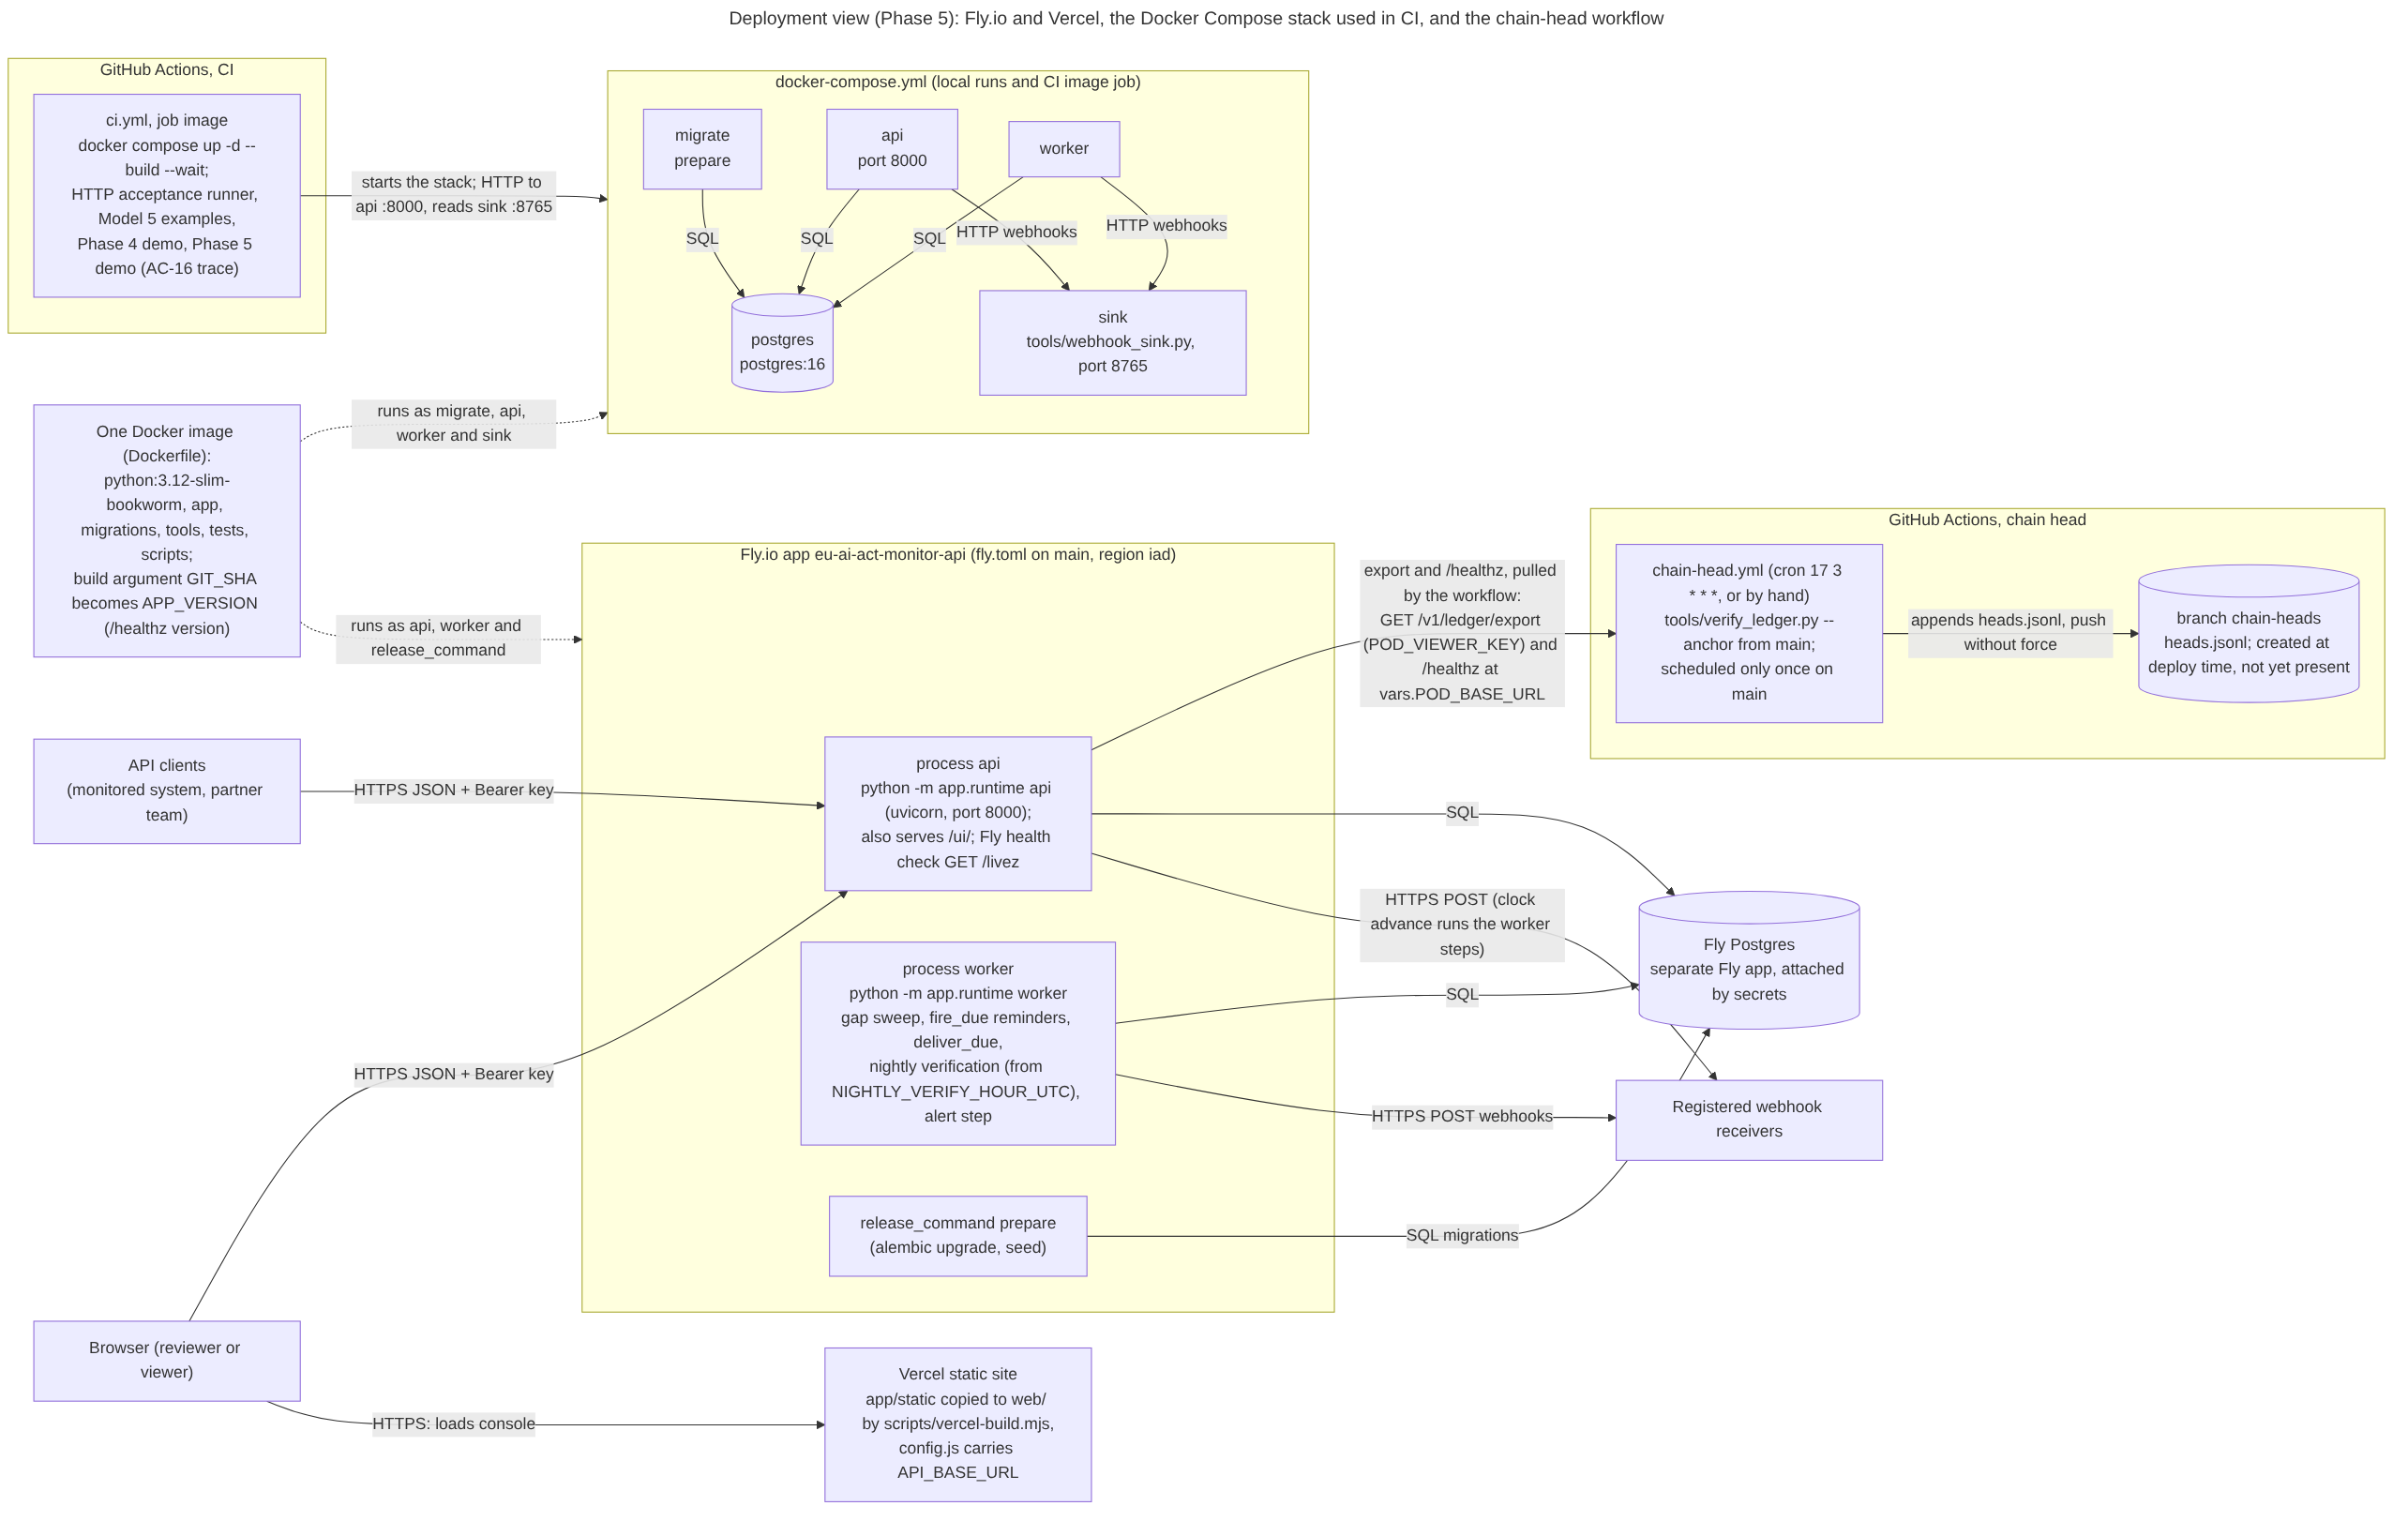 Deployment view (Phase 5): Fly.io and Vercel, the Docker Compose stack used in CI, and the chain-head workflow
GitHub Actions, CI
ci.yml, job image
docker compose up -d --
build --wait;
HTTP acceptance runner,
Model 5 examples,
Phase 4 demo, Phase 5
demo (AC-16 trace)
starts the stack; HTTP to
api :8000, reads sink :8765
docker-compose.yml (local runs and CI image job)
migrate
prepare
api
port 8000
worker
SQL
SQL
SQL
HTTP webhooks
HTTP webhooks
postgres
postgres:16
sink
tools/webhook_sink.py,
port 8765
One Docker image
(Dockerfile):
python:3.12-slim-
bookworm, app,
migrations, tools, tests,
scripts;
build argument GIT_SHA
becomes APP_VERSION
(/healthz version)
runs as migrate, api,
worker and sink
runs as api, worker and
release_command
Fly.io app eu-ai-act-monitor-api (fly.toml on main, region iad)
process api
python -m app.runtime api
(uvicorn, port 8000);
also serves /ui/; Fly health
check GET /livez
process worker
python -m app.runtime worker
gap sweep, fire_due reminders,
deliver_due,
nightly verification (from
NIGHTLY_VERIFY_HOUR_UTC),
alert step
release_command prepare
(alembic upgrade, seed)
export and /healthz, pulled
by the workflow:
GET /v1/ledger/export
(POD_VIEWER_KEY) and
/healthz at
vars.POD_BASE_URL
GitHub Actions, chain head
chain-head.yml (cron 17 3
* * *, or by hand)
tools/verify_ledger.py --
anchor from main;
scheduled only once on
main
appends heads.jsonl, push
without force
branch chain-heads
heads.jsonl; created at
deploy time, not yet present
API clients
(monitored system, partner
team)
HTTPS JSON + Bearer key
SQL
HTTPS POST (clock
advance runs the worker
steps)
SQL
Fly Postgres
separate Fly app, attached
by secrets
HTTPS JSON + Bearer key
HTTPS POST webhooks
Registered webhook
receivers
SQL migrations
Browser (reviewer or
viewer)
HTTPS: loads console
Vercel static site
app/static copied to web/
by scripts/vercel-build.mjs,
config.js carries
API_BASE_URL